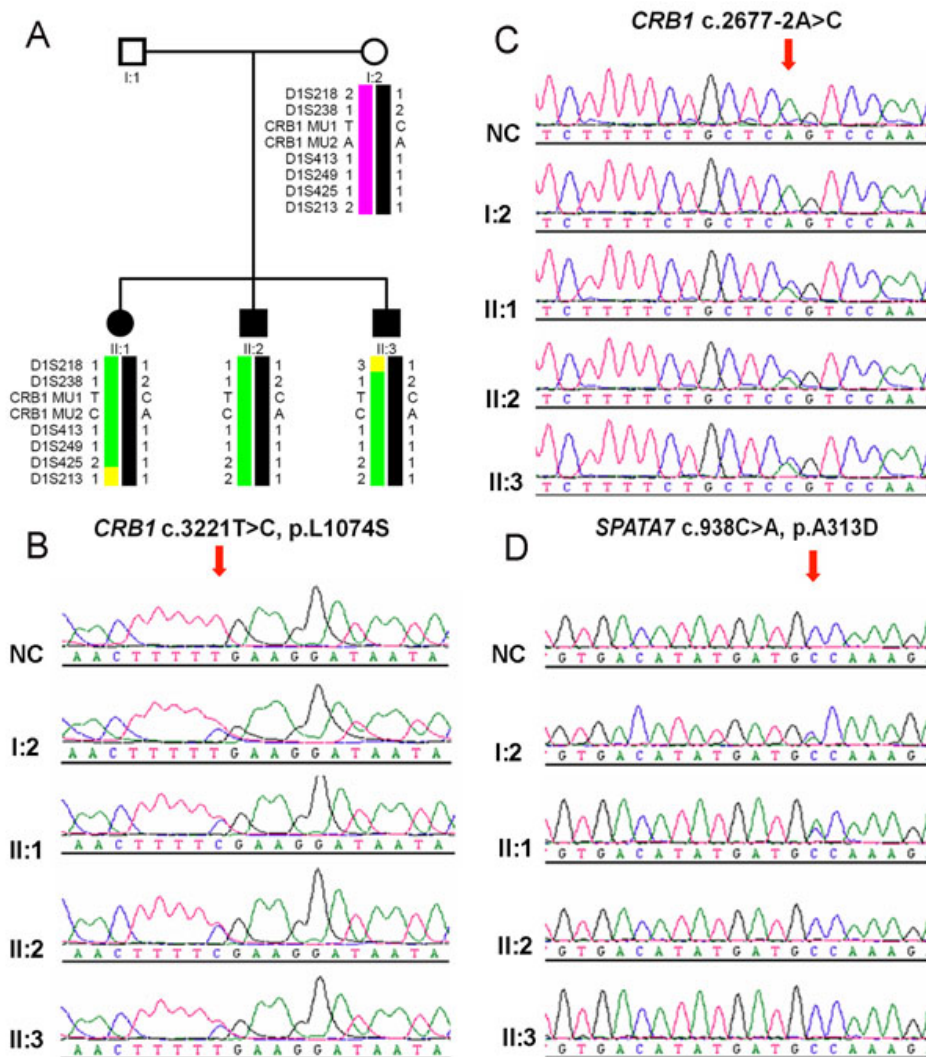 A
I:1
I:2
D1S218 2 1
D1S238 1 2
CRB1 MU1 T C
CRB1 MU2 A A
D1S413 1 1
D1S249 1 1
D1S425 1 1
D1S213 2 1
II:1 II:2 II:3
D1S218 1 1 1 1 3 1
D1S238 1 2 1 2 1 2
CRB1 MU1 T C T C T C
CRB1 MU2 C A C A C A
D1S413 1 1 1 1 1 1
D1S249 1 1 1 1 1 1
D1S425 2 1 2 1 2 1
D1S213 1 1 2 1 2 1
B
CRB1 c.3221T>C, p.L1074S
NC
A A C T T T T T G A A G G A T A A T A
I:2
A A C T T T T T G A A G G A T A A T A
II:1
A A C T T T T C G A A G G A T A A T A
II:2
A A C T T T T C G A A G G A T A A T A
II:3
A A C T T T T T G A A G G A T A A T A
C
CRB1 c.2677-2A>C
NC
T C T T T T C T G C T C A G T C C A A
I:2
T C T T T T C T G C T C A G T C C A A
II:1
T C T T T T C T G C T C C G T C C A A
II:2
T C T T T T C T G C T C C G T C C A A
II:3
T C T T T T C T G C T C C G T C C A A
D
SPATA7 c.938C>A, p.A313D
NC
G T G A C A T A T G A T G C C A A A G
I:2
G T G A C A T A T G A T G C C A A A G
II:1
G T G A C A T A T G A T G C C A A A G
II:2
G T G A C A T A T G A T G C C A A A G
II:3
G T G A C A T A T G A T G C C A A A G